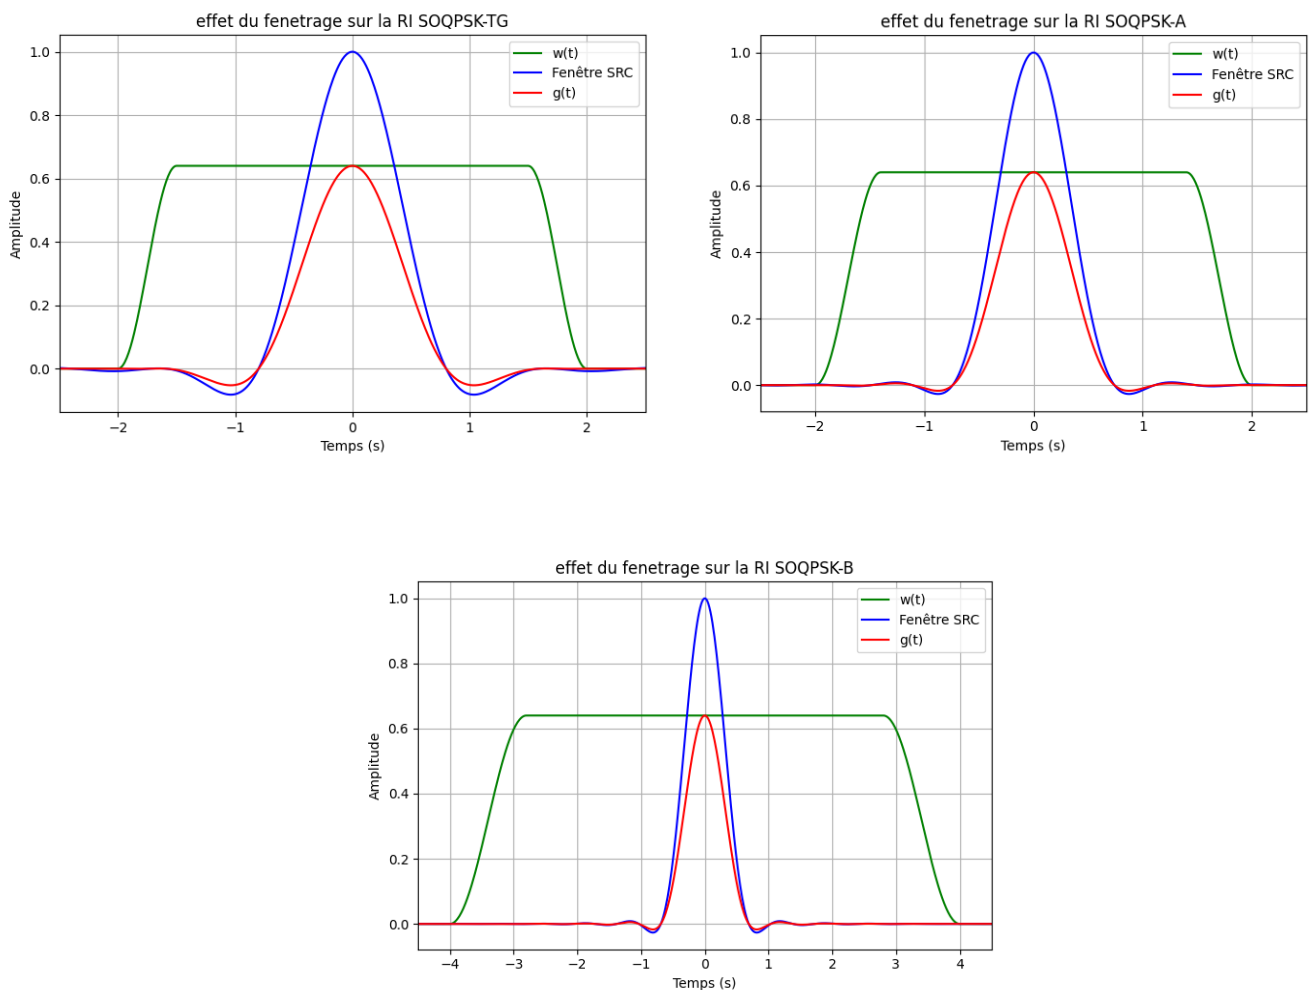 effet du fenetrage sur la RI SOQPSK-TG
w(t)
Fenêtre SRC
g(t)
Amplitude
1.0
0.8
0.6
0.4
0.2
0.0
−2
−1
0
1
2
Temps (s)
effet du fenetrage sur la RI SOQPSK-A
w(t)
Fenêtre SRC
g(t)
Amplitude
1.0
0.8
0.6
0.4
0.2
0.0
−2
−1
0
1
2
Temps (s)
effet du fenetrage sur la RI SOQPSK-B
w(t)
Fenêtre SRC
g(t)
Amplitude
1.0
0.8
0.6
0.4
0.2
0.0
−4
−3
−2
−1
0
1
2
3
4
Temps (s)